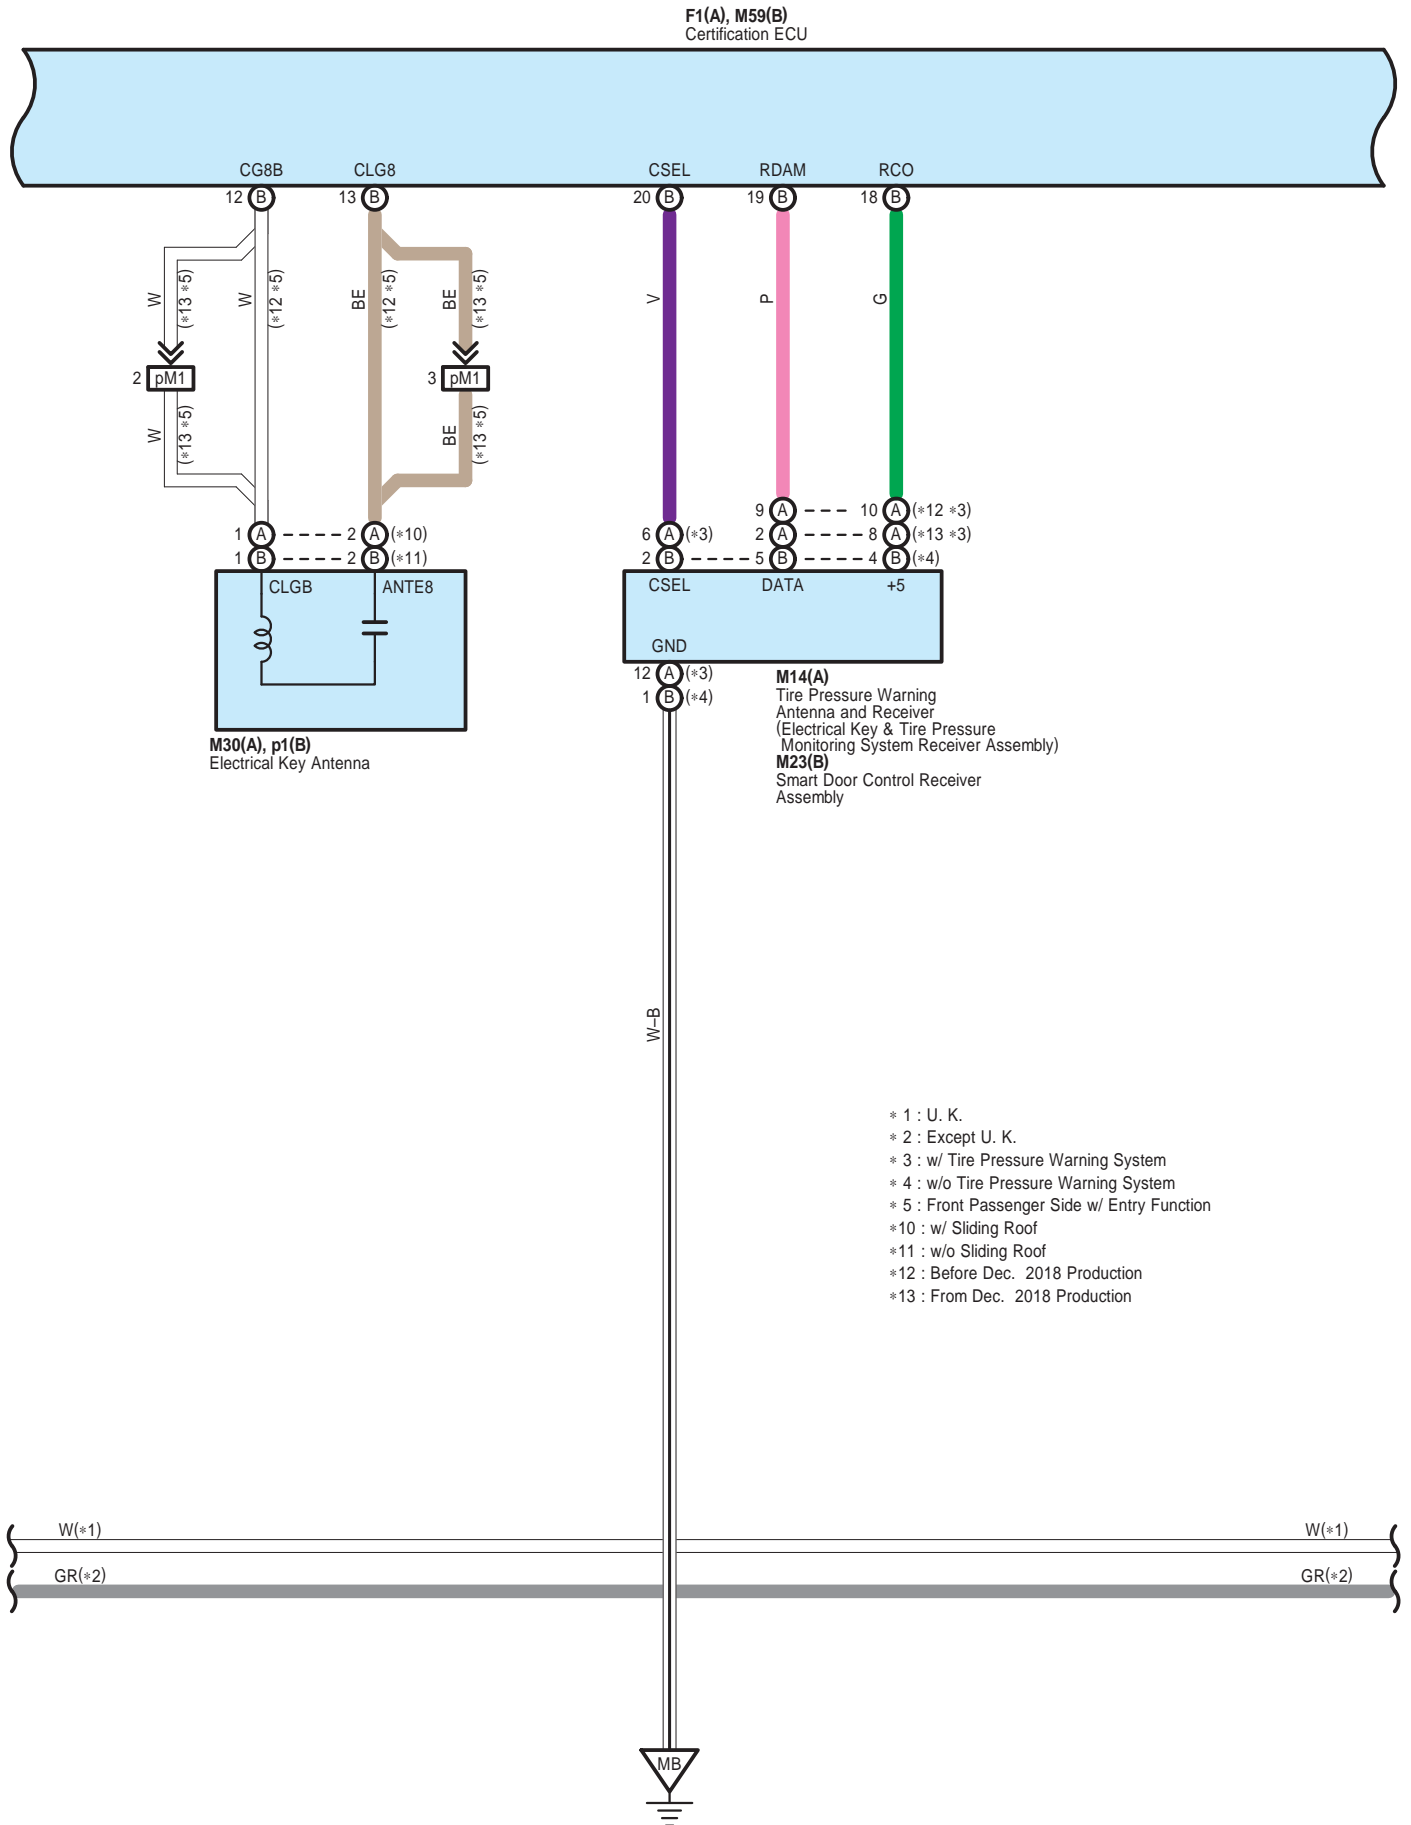 F1(A), M59(B)
Certification ECU
CG8B CLG8 CSEL RDAM RCO
12 B 13 B 20 B 19 B 18 B
W (∗13 ∗5) W (∗12 ∗5) BE (∗12 ∗5) BE (∗13 ∗5) V P G
2 pM1 3 pM1
W (∗13 ∗5) BE (∗13 ∗5)
9 A 10 A (∗12 ∗3)
1 A 2 A (∗10) 6 A (∗3) 2 A 8 A (∗13 ∗3)
1 B 2 B (∗11) 2 B 5 B 4 B (∗4)
CLGB ANTE8 CSEL DATA +5
GND
12 A (∗3)
1 B (∗4)
M30(A), p1(B)
Electrical Key Antenna
M14(A)
Tire Pressure Warning
Antenna and Receiver
(Electrical Key & Tire Pressure
Monitoring System Receiver Assembly)
M23(B)
Smart Door Control Receiver
Assembly
W–B
∗ 1 : U. K.
∗ 2 : Except U. K.
∗ 3 : w/ Tire Pressure Warning System
∗ 4 : w/o Tire Pressure Warning System
∗ 5 : Front Passenger Side w/ Entry Function
∗10 : w/ Sliding Roof
∗11 : w/o Sliding Roof
∗12 : Before Dec. 2018 Production
∗13 : From Dec. 2018 Production
W(∗1) W(∗1)
GR(∗2) GR(∗2)
MB